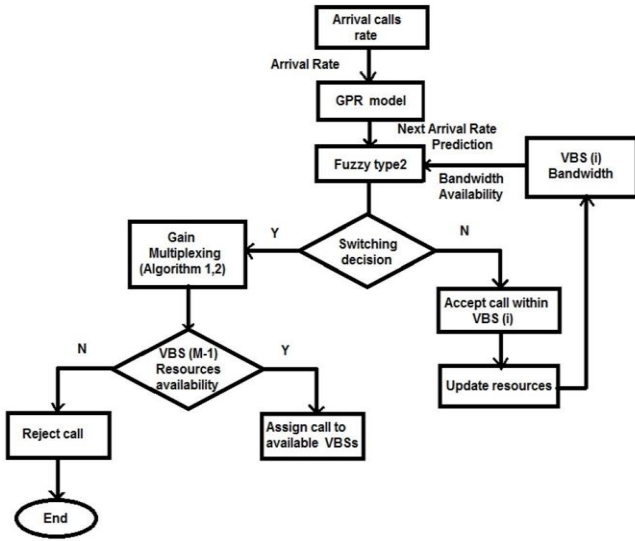 Arrival calls
rate
Arrival Rate
GPR model
Next Arrival Rate
Prediction
Fuzzy type2
Bandwidth
Availability
VBS (i)
Bandwidth
Switching
decision
Y
N
Gain
Multiplexing
(Algorithm 1,2)
Accept call within
VBS (i)
Update resources
VBS (M-1)
Resources
availability
N
Y
Reject call
Assign call to
available VBSs
End